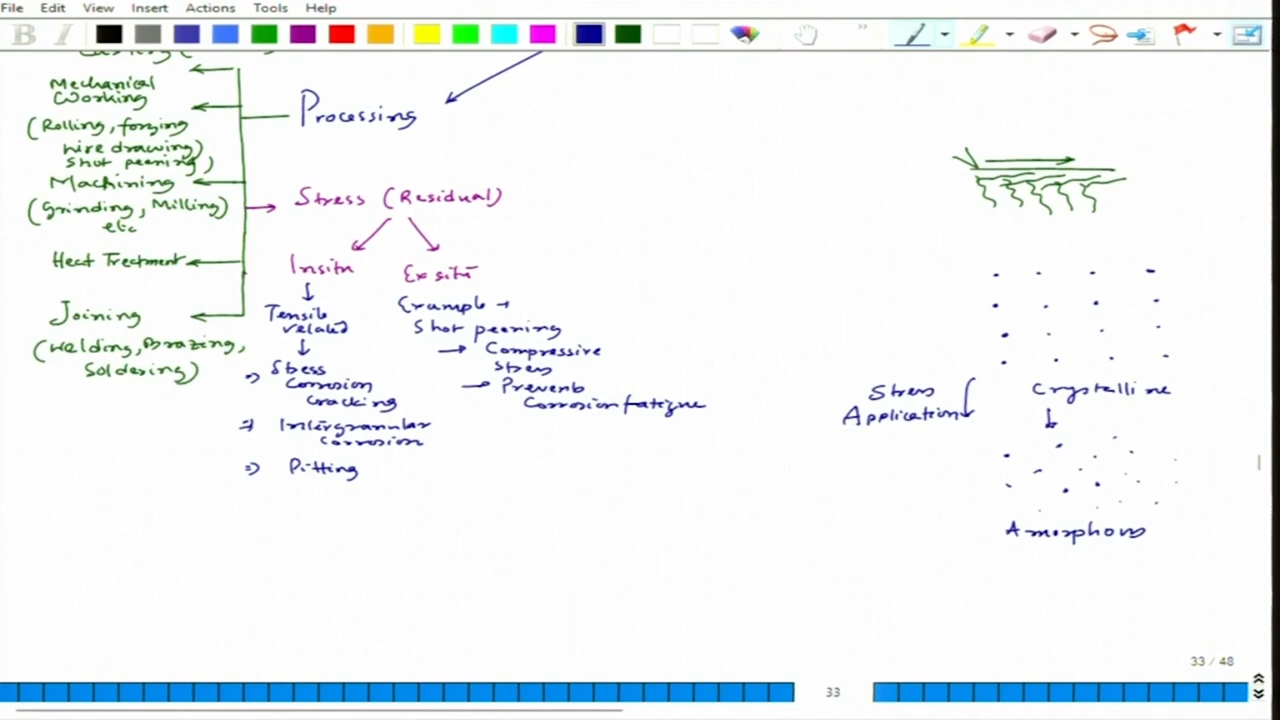 File Edit View Insert Actions Tools Help
B I
Mechanical
Working
(Rolling, forging
wire drawing)
shot peening,)
Machining
(Grinding, Milling)
etc
Heat Treatment
Joining
(Welding, Brazing,
Soldering)
Processing
Stress (Residual)
Insitu
Tensile
related
⇒ Stress
Corrosion
Cracking
⇒ Intergranular
Corrosion
⇒ Pitting
Exsitu
Example →
Shot peening
→ Compressive
stress
→ Prevents
Corrosion fatigue
Stress
Application
Crystalline
Amorphous
33 / 48
33